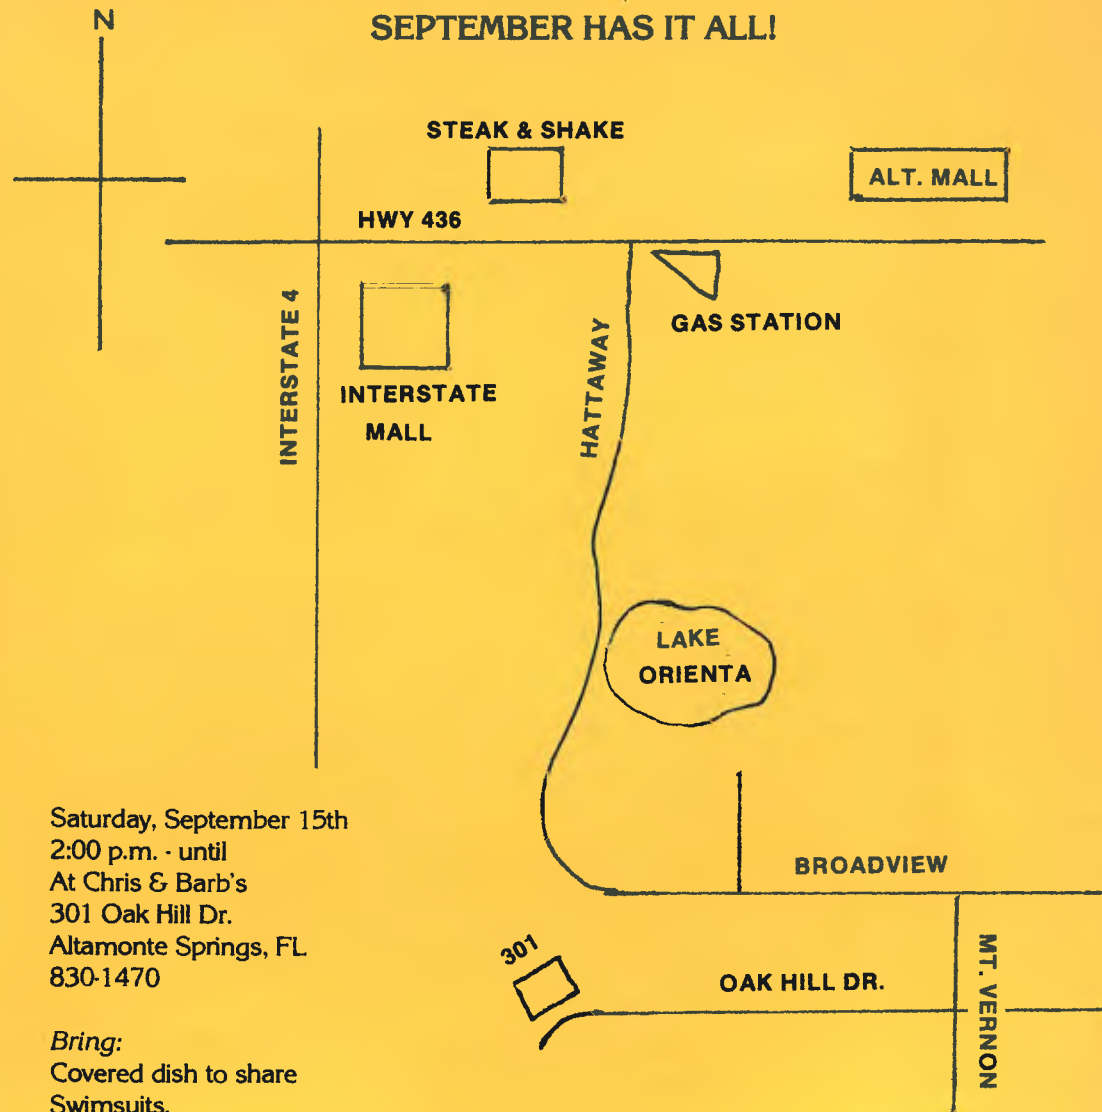 N
SEPTEMBER HAS IT ALL!
STEAK & SHAKE
ALT. MALL
HWY 436
INTERSTATE 4
INTERSTATE
MALL
HATTAWAY
GAS STATION
LAKE
ORIENTA
BROADVIEW
MT. VERNON
OAK HILL DR.
301
Saturday, September 15th
2:00 p.m. - until
At Chris & Barb's
301 Oak Hill Dr.
Altamonte Springs, FL
830-1470
Bring:
Covered dish to share
Swimsuits,